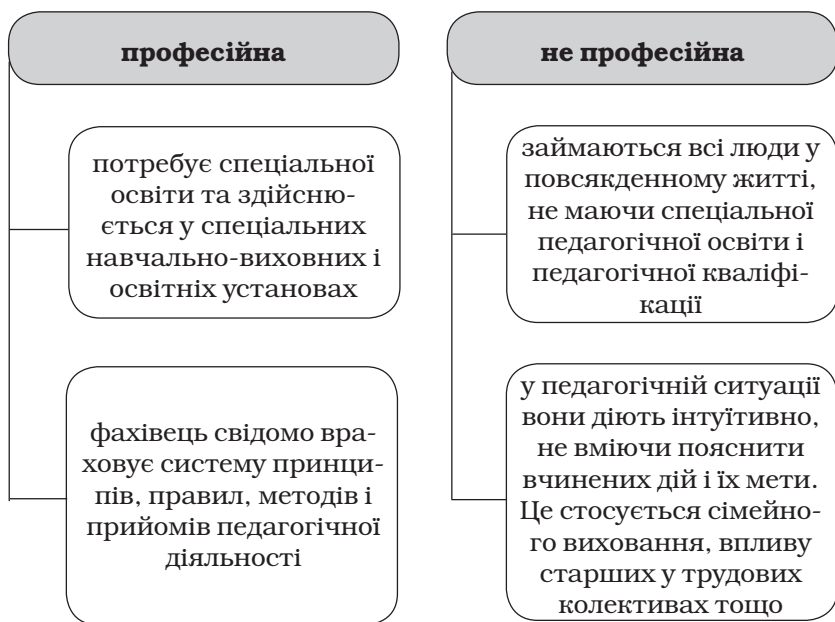 професійна
потребує спеціальної
освіти та здійсню-
ється у спеціальних
навчально-виховних і
освітніх установах
фахівець свідомо вра-
ховує систему принци-
пів, правил, методів і
прийомів педагогічної
діяльності
не професійна
займаються всі люди у
повсякденному житті,
не маючи спеціальної
педагогічної освіти і
педагогічної кваліфі-
кації
у педагогічній ситуації
вони діють інтуїтивно,
не вміючи пояснити
вчинених дій і їх мети.
Це стосується сімейно-
го виховання, впливу
старших у трудових
колективах тощо